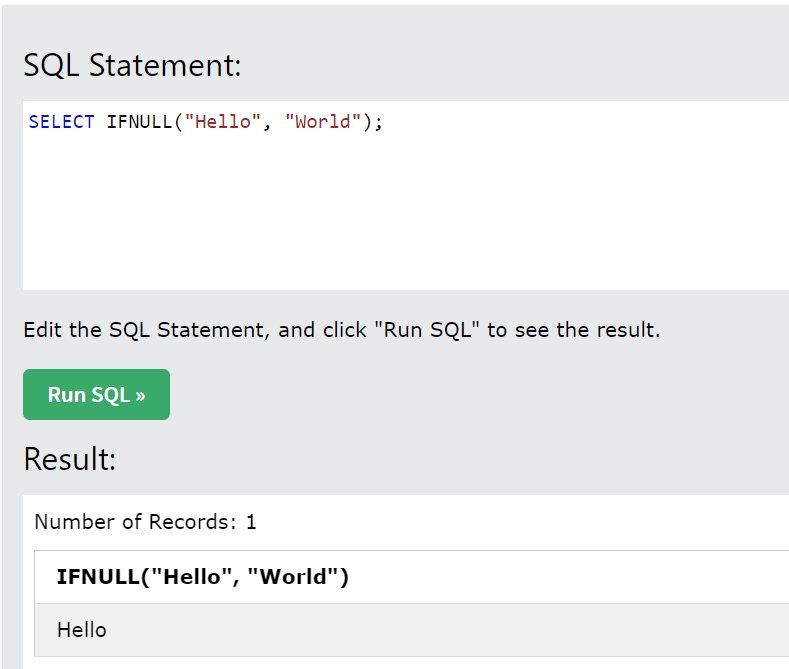 SQL Statement:
SELECT IFNULL("Hello", "World");
Edit the SQL Statement, and click "Run SQL" to see the result.
Run SQL »
Result:
Number of Records: 1
IFNULL("Hello", "World")
Hello